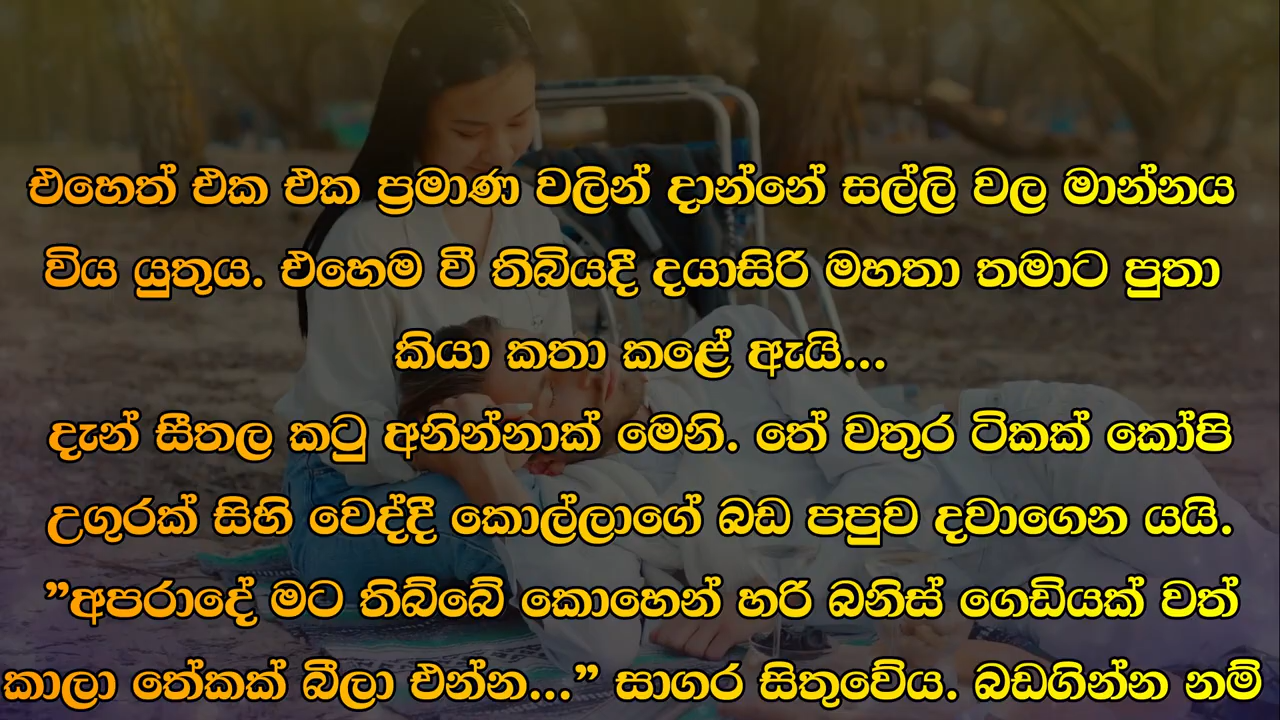 එහෙත් එක එක ප්‍රමාණ වලින් දාන්නේ සල්ලි වල මාන්නය
විය යුතුය. එහෙම වී තිබියදී දයාසිරි මහතා තමාට පුතා
කියා කතා කළේ ඇයි...
දැන් සීතල කටු අනින්නාක් මෙනි. තේ වතුර ටිකක් කෝපි
උගුරක් සිහි වෙද්දී කොල්ලාගේ බඩ පපුව දවාගෙන යයි.
”අපරාදේ මට තිබ්බේ කොහෙන් හරි බනිස් ගෙඩියක් වත්
කාලා තේකක් බීලා එන්න...” සාගර සිතුවේය. බඩගින්න නම්